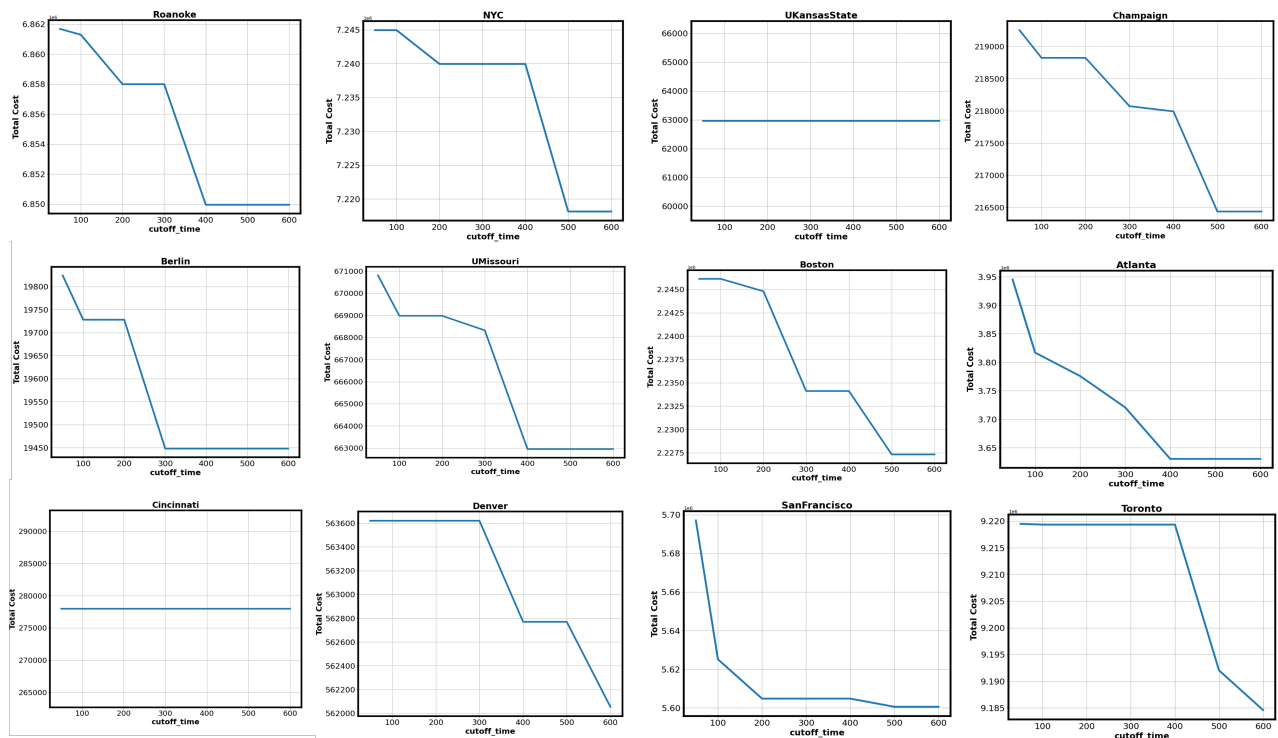 Roanoke
1e6
6.862
6.860
6.858
6.856
6.854
6.852
6.850
Total Cost
100 200 300 400 500 600
cutoff_time
NYC
1e6
7.245
7.240
7.235
7.230
7.225
7.220
Total Cost
100 200 300 400 500 600
cutoff_time
UKansasState
66000
65000
64000
63000
62000
61000
60000
Total Cost
100 200 300 400 500 600
cutoff_time
Champaign
219000
218500
218000
217500
217000
216500
Total Cost
100 200 300 400 500 600
cutoff_time
Berlin
19800
19750
19700
19650
19600
19550
19500
19450
Total Cost
100 200 300 400 500 600
cutoff_time
UMissouri
671000
670000
669000
668000
667000
666000
665000
664000
663000
Total Cost
100 200 300 400 500 600
cutoff_time
Boston
1e6
2.2450
2.2425
2.2400
2.2375
2.2350
2.2325
2.2300
2.2275
Total Cost
100 200 300 400 500 600
cutoff_time
Atlanta
1e6
3.95
3.90
3.85
3.80
3.75
3.70
3.65
Total Cost
100 200 300 400 500 600
cutoff_time
Cincinnati
290000
285000
280000
275000
270000
265000
Total Cost
100 200 300 400 500 600
cutoff_time
Denver
563600
563400
563200
563000
562800
562600
562400
562200
562000
Total Cost
100 200 300 400 500 600
cutoff_time
SanFrancisco
1e6
5.70
5.68
5.66
5.64
5.62
5.60
Total Cost
100 200 300 400 500 600
cutoff_time
Toronto
1e6
9.220
9.215
9.210
9.205
9.200
9.195
9.190
9.185
Total Cost
100 200 300 400 500 600
cutoff_time